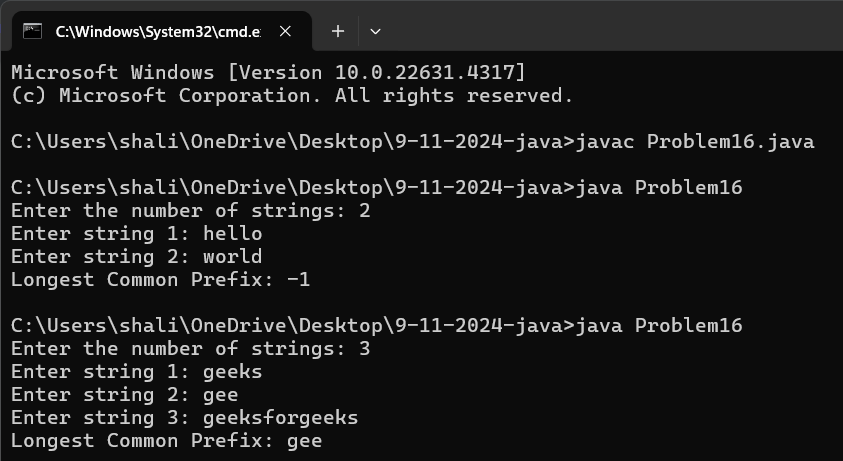 C:\Windows\System32\cmd.e
Microsoft Windows [Version 10.0.22631.4317]
(c) Microsoft Corporation. All rights reserved.
C:\Users\shali\OneDrive\Desktop\9-11-2024-java>javac Problem16.java
C:\Users\shali\OneDrive\Desktop\9-11-2024-java>java Problem16
Enter the number of strings: 2
Enter string 1: hello
Enter string 2: world
Longest Common Prefix: -1
C:\Users\shali\OneDrive\Desktop\9-11-2024-java>java Problem16
Enter the number of strings: 3
Enter string 1: geeks
Enter string 2: gee
Enter string 3: geeksforgeeks
Longest Common Prefix: gee